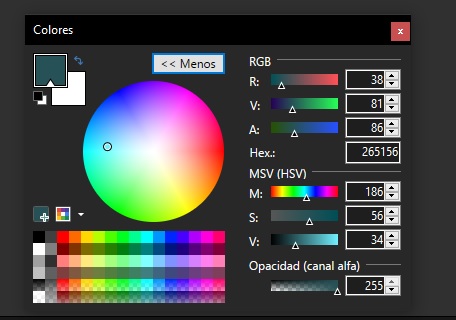 Colores
x
<< Menos
RGB
R: 38
V: 81
A: 86
Hex.: 265156
MSV (HSV)
M: 186
S: 56
V: 34
Opacidad (canal alfa)
255